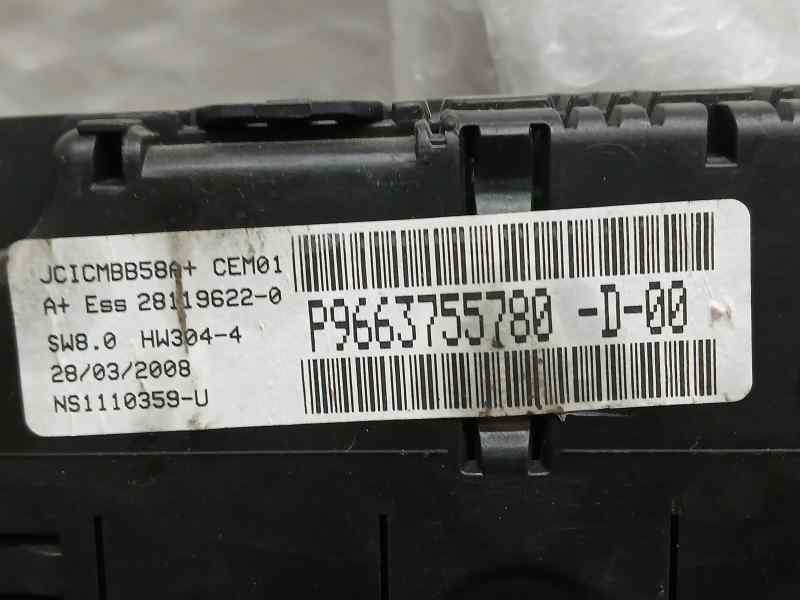 JCICMBB58A+ CEM01
A+ Ess 28119622-0
SW8.0 HW304-4
28/03/2008
NS1110359-U
P9663755780 -D-00